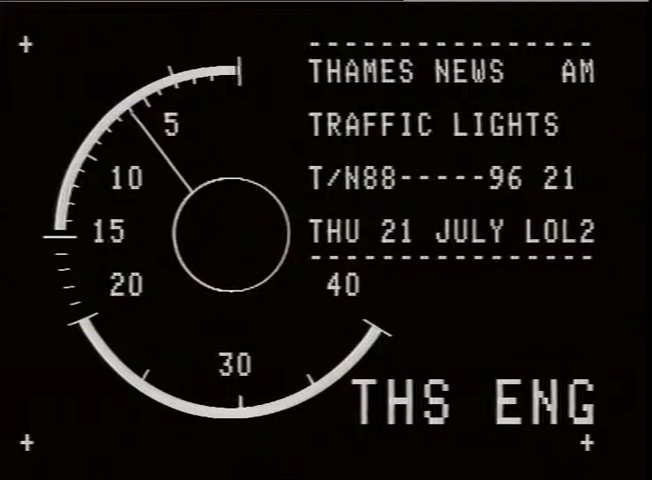 THAMES NEWS AM
TRAFFIC LIGHTS
T/N88-----96 21
THU 21 JULY LOL2
5
10
15
20
40
30
THS ENG